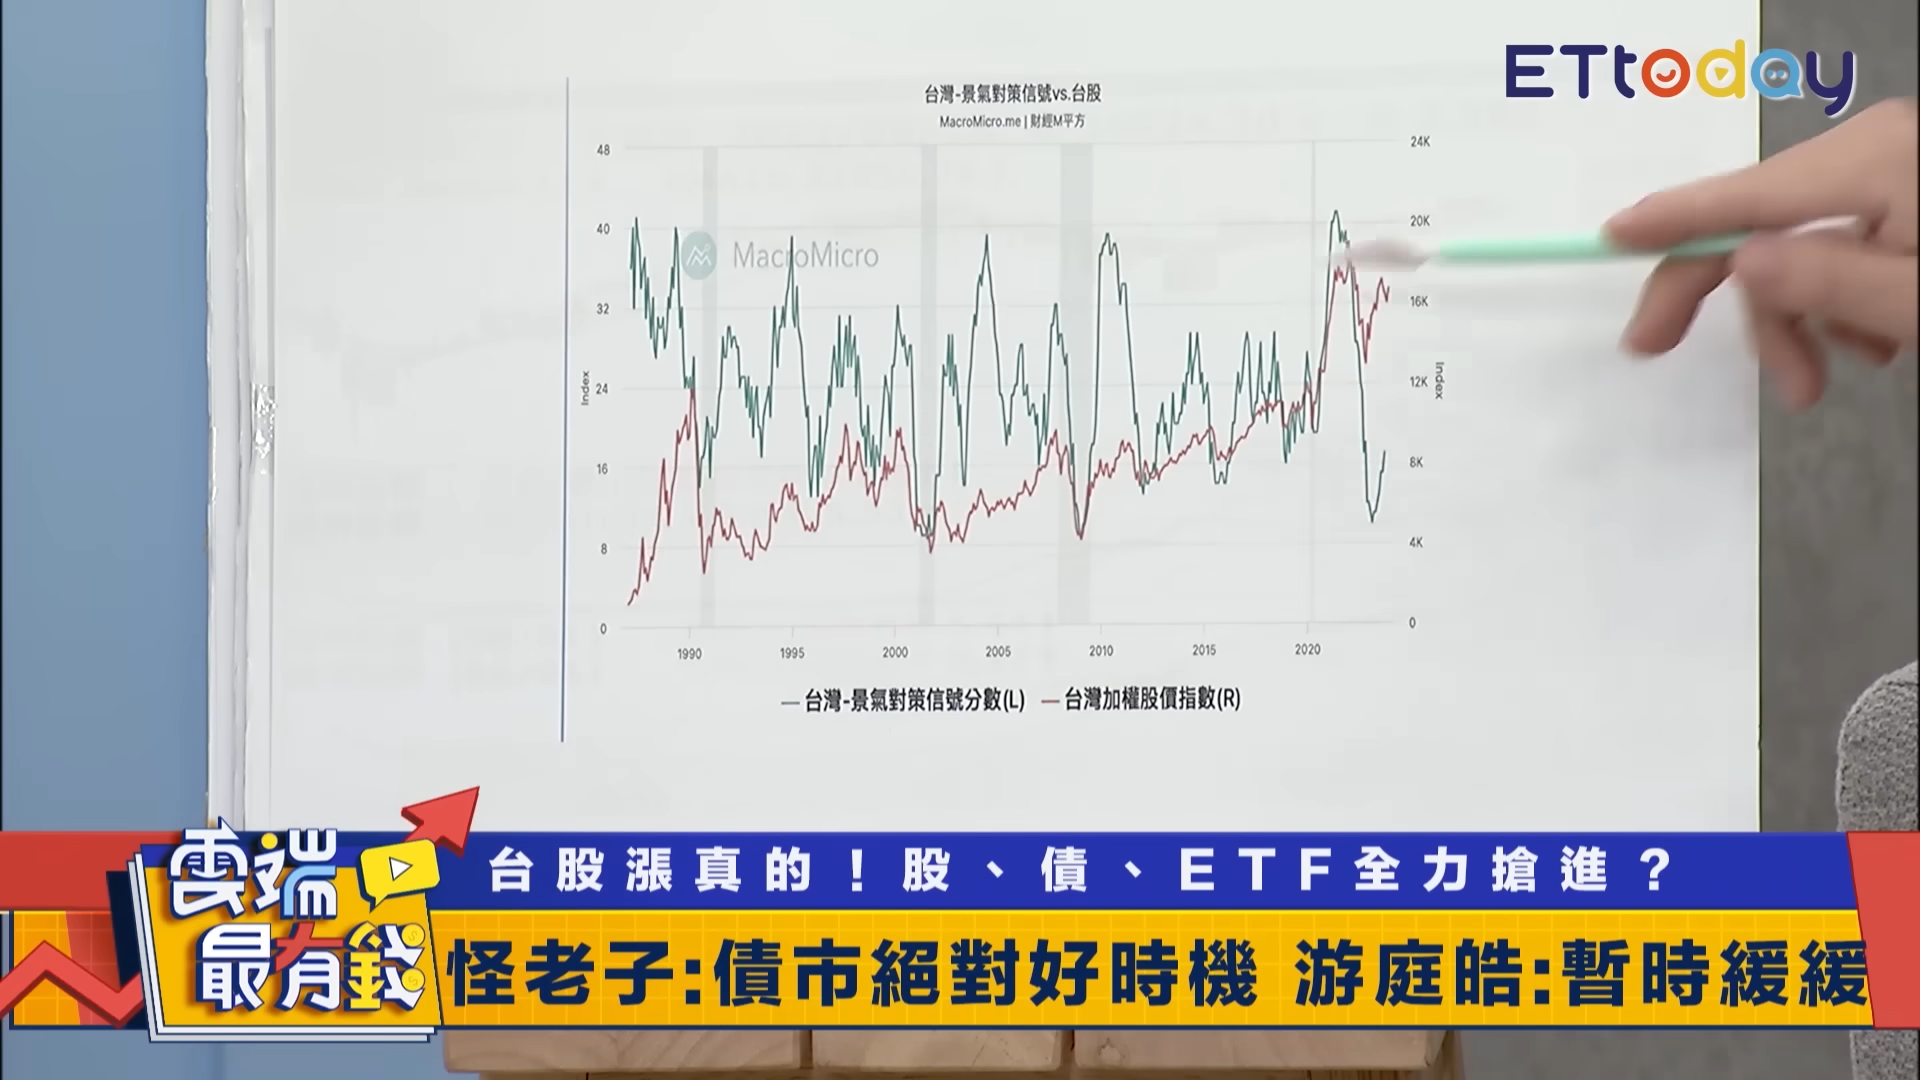 ETtoday
台灣-景氣對策信號vs.台股
MacroMicro.me | 財經M平方
48
40
32
24
16
8
0
Index
24K
20K
16K
12K
8K
4K
0
Index
MacroMicro
1990
1995
2000
2005
2010
2015
2020
台灣-景氣對策信號分數(L)
台灣加權股價指數(R)
雲端
最有錢
台股漲真的！股、債、ETF全力搶進？
怪老子:債市絕對好時機 游庭皓:暫時緩緩